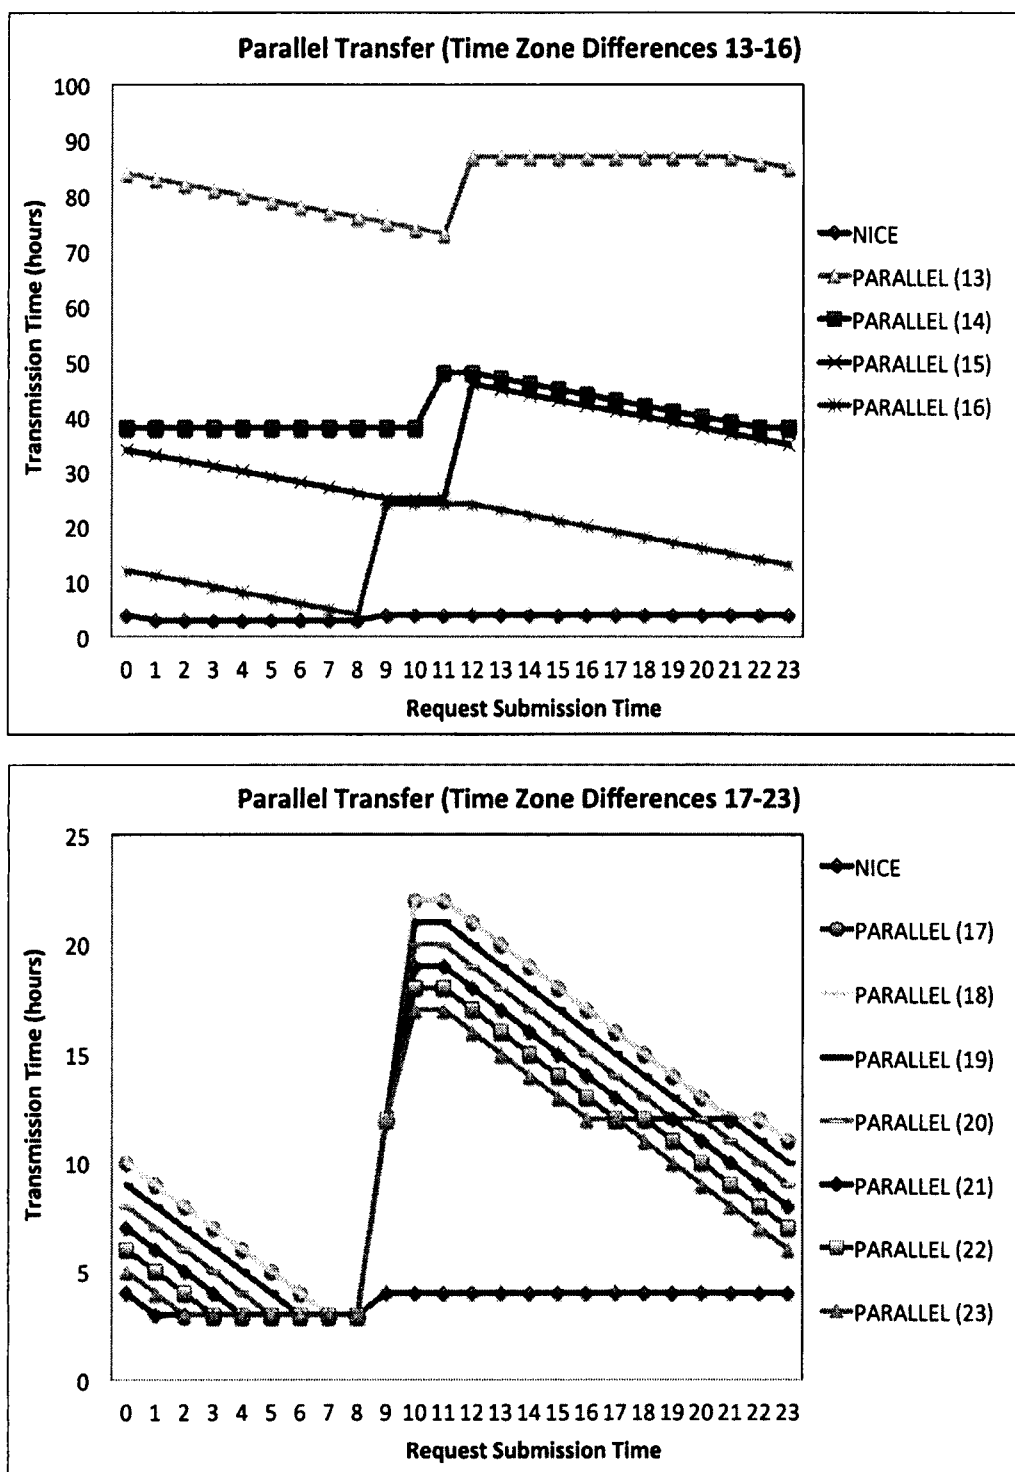 Parallel Transfer (Time Zone Differences 13-16)
100
90
80
70
60
50
40
30
20
10
0
Transmission Time (hours)
0 1 2 3 4 5 6 7 8 9 10 11 12 13 14 15 16 17 18 19 20 21 22 23
Request Submission Time
NICE
PARALLEL (13)
PARALLEL (14)
PARALLEL (15)
PARALLEL (16)
Parallel Transfer (Time Zone Differences 17-23)
25
20
15
10
5
0
Transmission Time (hours)
0 1 2 3 4 5 6 7 8 9 10 11 12 13 14 15 16 17 18 19 20 21 22 23
Request Submission Time
NICE
PARALLEL (17)
PARALLEL (18)
PARALLEL (19)
PARALLEL (20)
PARALLEL (21)
PARALLEL (22)
PARALLEL (23)